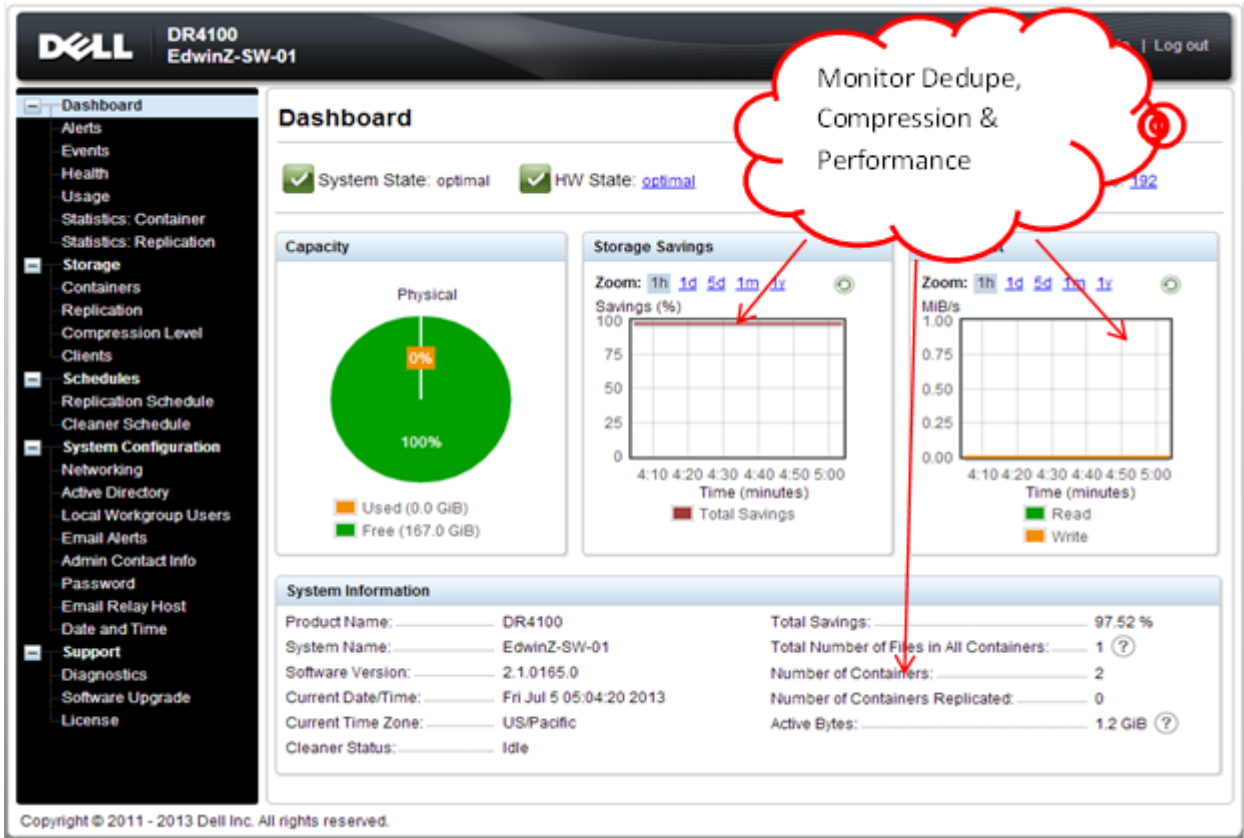 DELL
DR4100
EdwinZ-SW-01
| Log out
Monitor Dedupe,
Compression &
Performance
Dashboard
Alerts
Events
Health
Usage
Statistics: Container
Statistics: Replication
Storage
Containers
Replication
Compression Level
Clients
Schedules
Replication Schedule
Cleaner Schedule
System Configuration
Networking
Active Directory
Local Workgroup Users
Email Alerts
Admin Contact Info
Password
Email Relay Host
Date and Time
Support
Diagnostics
Software Upgrade
License
Dashboard
System State: optimal HW State: optimal 192
Capacity
Physical
0%
100%
Used (0.0 GiB)
Free (167.0 GiB)
Storage Savings
Zoom: 1h 1d 5d 1m 1y
Savings (%)
100
75
50
25
0
4:10 4:20 4:30 4:40 4:50 5:00
Time (minutes)
Total Savings
Zoom: 1h 1d 5d 1m 1y
MiB/s
1.00
0.75
0.50
0.25
0.00
4:10 4:20 4:30 4:40 4:50 5:00
Time (minutes)
Read
Write
System Information
Product Name: DR4100
System Name: EdwinZ-SW-01
Software Version: 2.1.0165.0
Current Date/Time: Fri Jul 5 05:04:20 2013
Current Time Zone: US/Pacific
Cleaner Status: Idle
Total Savings: 97.52 %
Total Number of Files in All Containers: 1 ?
Number of Containers: 2
Number of Containers Replicated: 0
Active Bytes: 1.2 GiB ?
Copyright © 2011 - 2013 Dell Inc. All rights reserved.